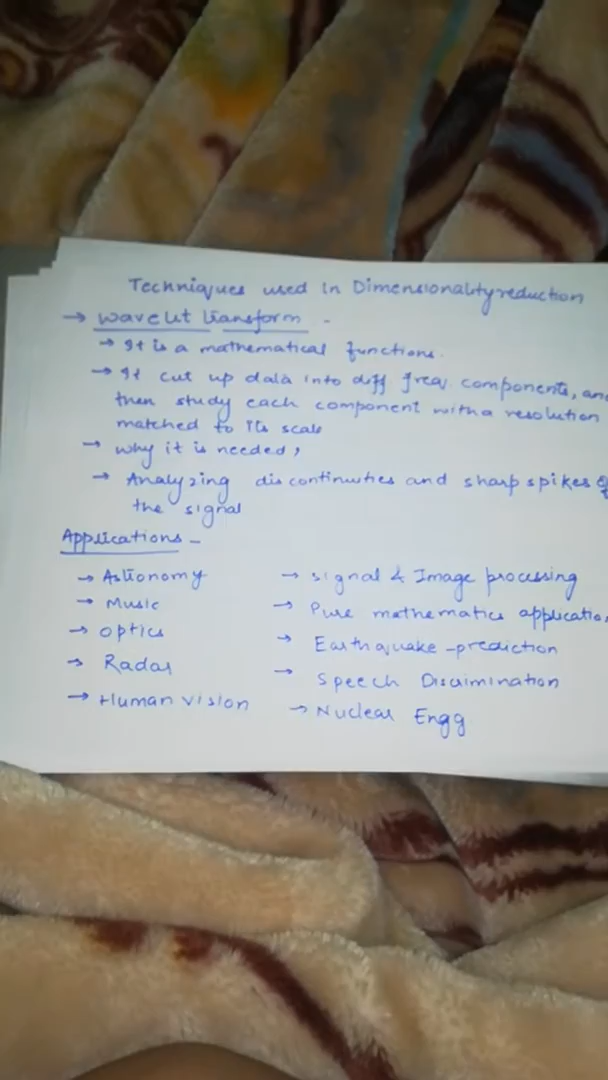 Techniques used in Dimensionality reduction
→ Wavelet transform -
→ It is a mathematical functions.
→ It cut up data into diff freq. components, and
then study each component with a resolution
matched to its scale
→ why it is needed,
→ Analyzing discontinuties and sharp spikes of
the signal
Applications -
→ Astronomy
→ Music
→ Optics
→ Radar
→ Human vision
→ Signal & Image processing
→ Pure mathematics
→ Earthquake -prediction
→ Speech Discrimination
→ Nuclear Engg